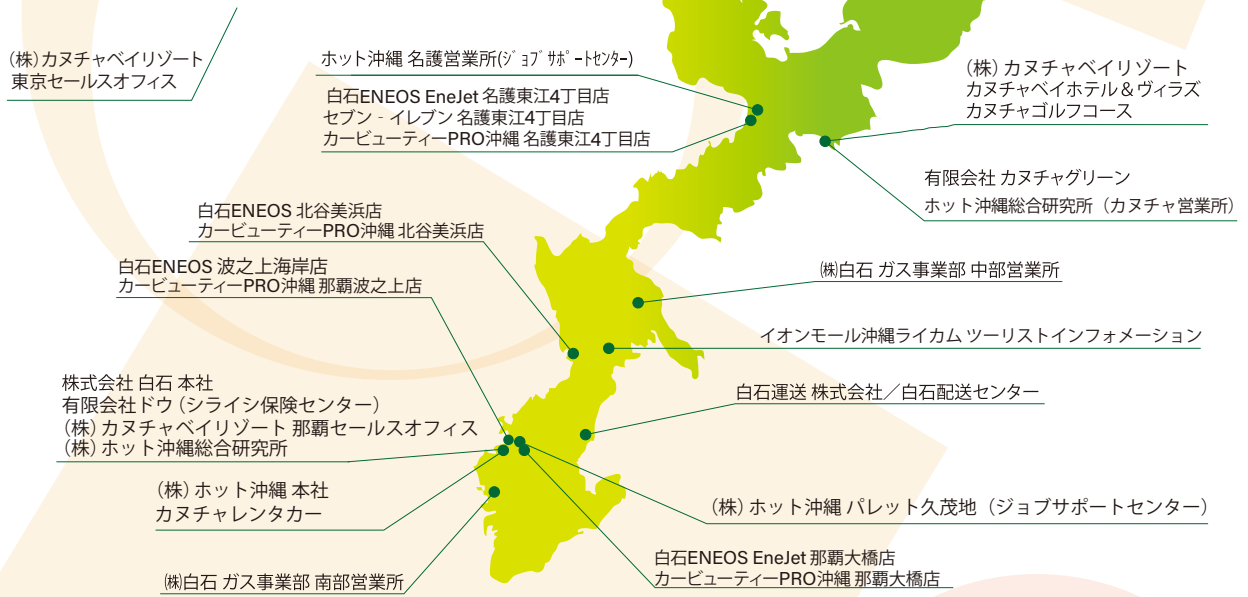 (株)カヌチャベイリゾート
東京セールスオフィス
ホット沖縄 名護営業所(ジョブサポートセンター)
白石ENEOS EneJet 名護東江4丁目店
セブン‐イレブン 名護東江4丁目店
カービューティーPRO沖縄 名護東江4丁目店
(株) カヌチャベイリゾート
カヌチャベイホテル＆ヴィラズ
カヌチャゴルフコース
有限会社 カヌチャグリーン
ホット沖縄総合研究所（カヌチャ営業所）
白石ENEOS 北谷美浜店
カービューティーPRO沖縄 北谷美浜店
白石ENEOS 波之上海岸店
カービューティーPRO沖縄 那覇波之上店
㈱白石 ガス事業部 中部営業所
イオンモール沖縄ライカム ツーリストインフォメーション
株式会社 白石 本社
有限会社ドウ（シライシ保険センター）
(株) カヌチャベイリゾート 那覇セールスオフィス
(株) ホット沖縄総合研究所
白石運送 株式会社／白石配送センター
(株) ホット沖縄 本社
カヌチャレンタカー
(株) ホット沖縄 パレット久茂地（ジョブサポートセンター）
㈱白石 ガス事業部 南部営業所
白石ENEOS EneJet 那覇大橋店
カービューティーPRO沖縄 那覇大橋店